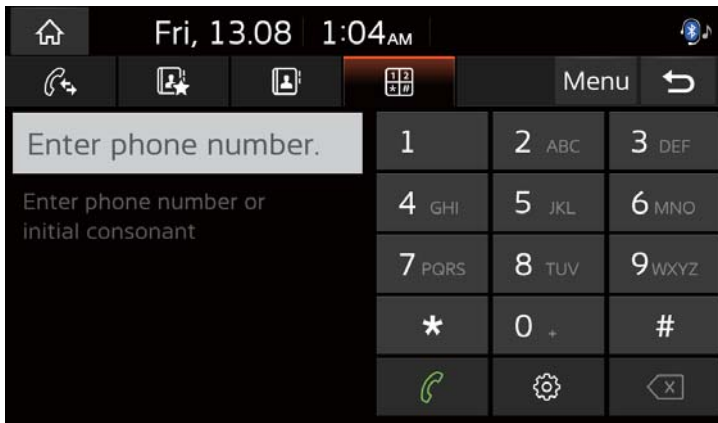 Fri, 13.08 1:04AM
Menu
Enter phone number.
Enter phone number or
initial consonant
1 2 ABC 3 DEF
4 GHI 5 JKL 6 MNO
7 PQRS 8 TUV 9 WXYZ
* 0 + #